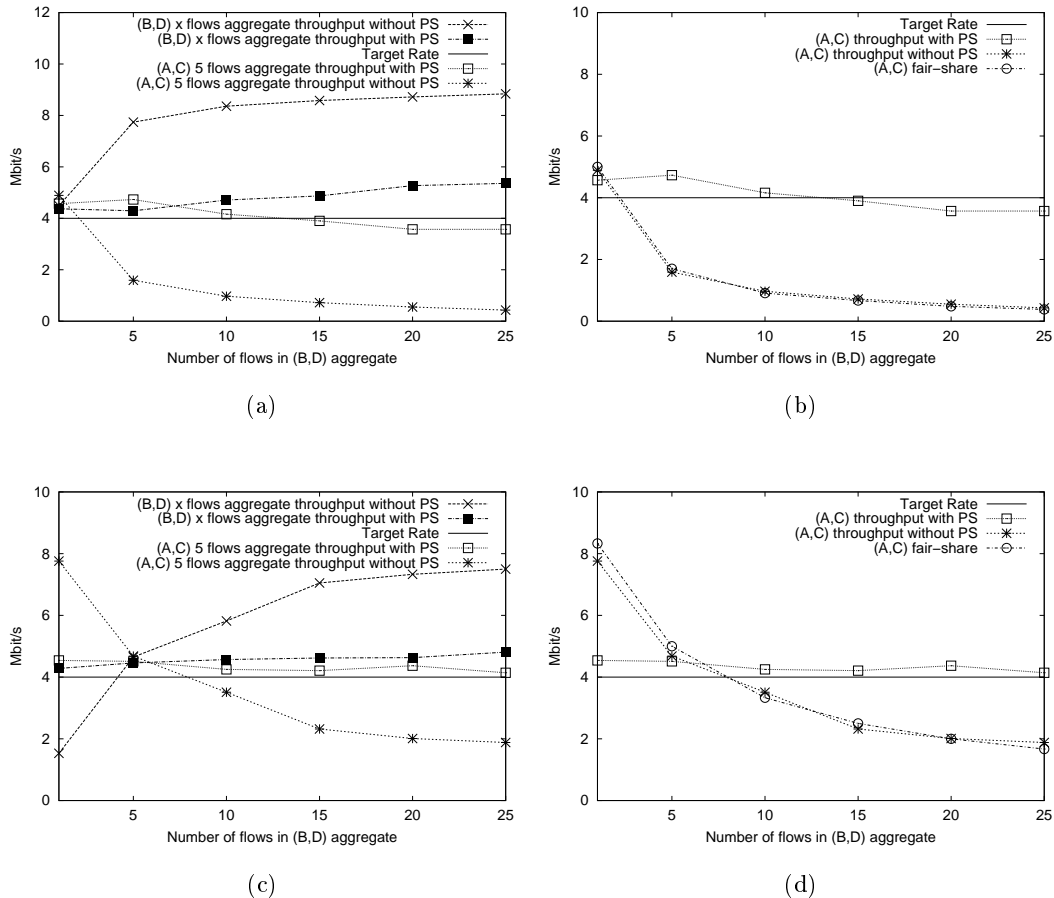 12
10
8
6
4
2
0
Mbit/s
5 10 15 20 25
Number of flows in (B,D) aggregate
(B,D) x flows aggregate throughput without PS
(B,D) x flows aggregate throughput with PS
Target Rate
(A,C) 5 flows aggregate throughput with PS
(A,C) 5 flows aggregate throughput without PS
(a)
10
8
6
4
2
0
Mbit/s
5 10 15 20 25
Number of flows in (B,D) aggregate
Target Rate
(A,C) throughput with PS
(A,C) throughput without PS
(A,C) fair-share
(b)
10
8
6
4
2
0
Mbit/s
5 10 15 20 25
Number of flows in (B,D) aggregate
(B,D) x flows aggregate throughput without PS
(B,D) x flows aggregate throughput with PS
Target Rate
(A,C) 5 flows aggregate throughput with PS
(A,C) 5 flows aggregate throughput without PS
(c)
10
8
6
4
2
0
Mbit/s
5 10 15 20 25
Number of flows in (B,D) aggregate
Target Rate
(A,C) throughput with PS
(A,C) throughput without PS
(A,C) fair-share
(d)